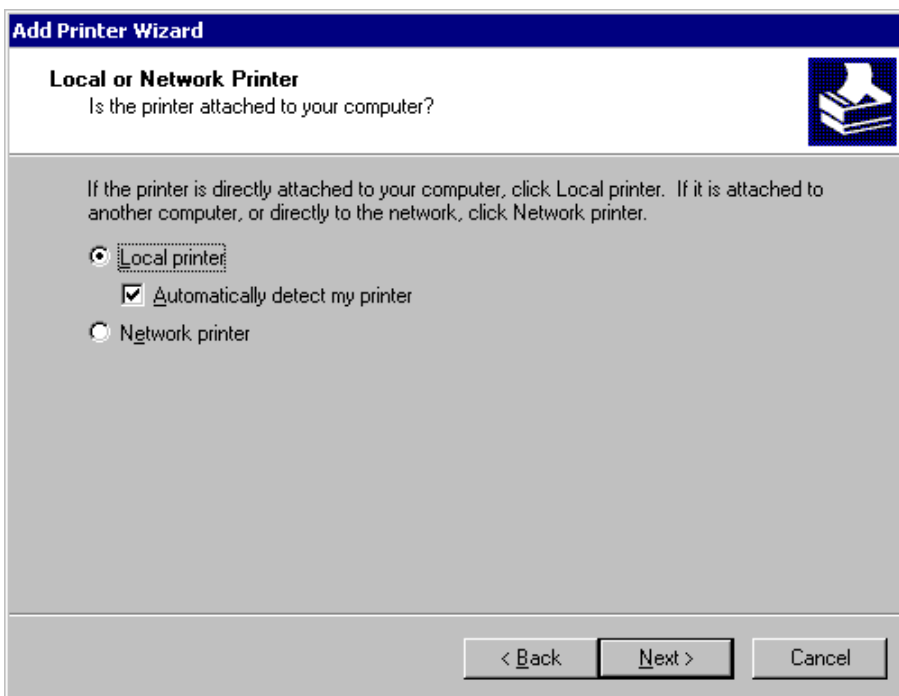 Add Printer Wizard
Local or Network Printer
Is the printer attached to your computer?
If the printer is directly attached to your computer, click Local printer.  If it is attached to
another computer, or directly to the network, click Network printer.
Local printer
Automatically detect my printer
Network printer
< Back
Next >
Cancel